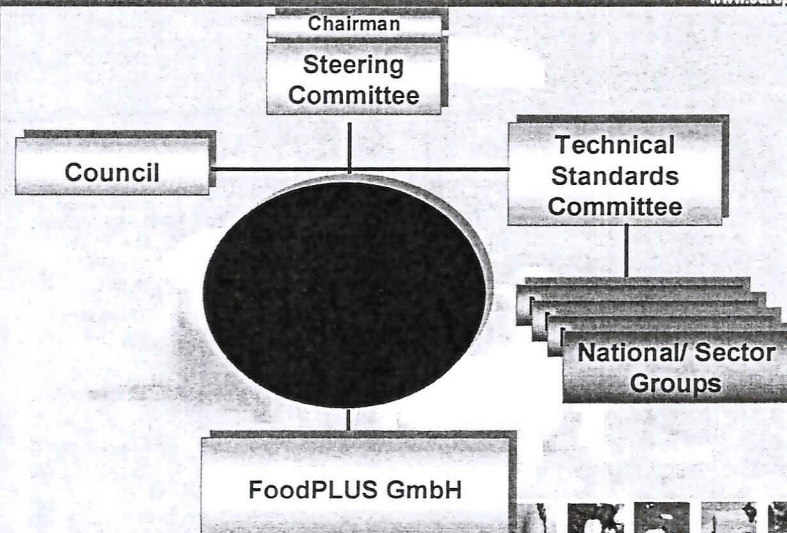 Chairman
Steering
Committee
Council
Technical
Standards
Committee
National/ Sector
Groups
FoodPLUS GmbH